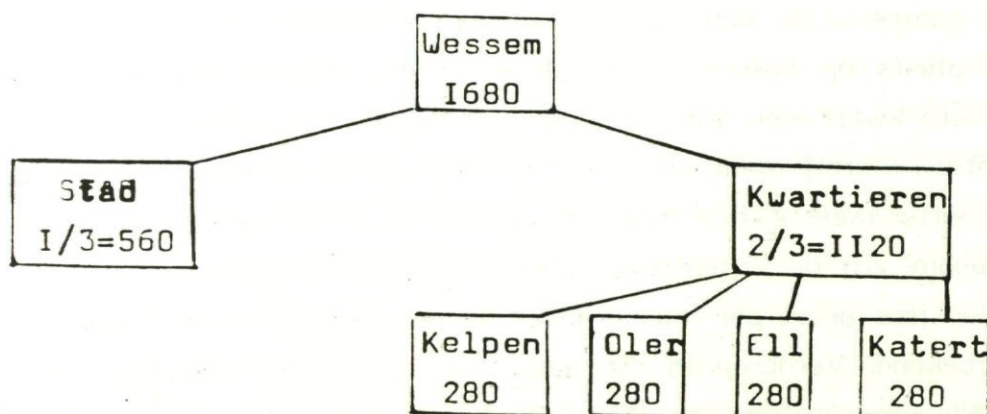 Wessem
I680
Stad
I/3=560
Kwartieren
2/3=II20
Kelpen
280
Oler
280
Ell
280
Katert
280